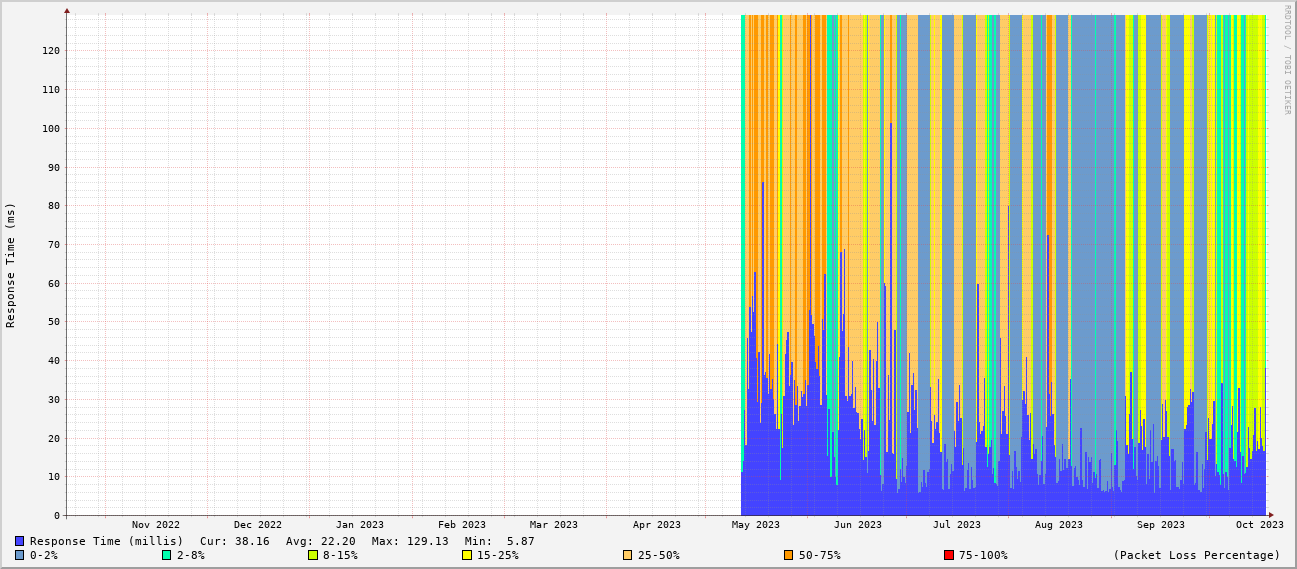 RRDTOOL / TOBI OETIKER
Response Time (ms)
120
110
100
90
80
70
60
50
40
30
20
10
0
Nov 2022 Dec 2022 Jan 2023 Feb 2023 Mar 2023 Apr 2023 May 2023 Jun 2023 Jul 2023 Aug 2023 Sep 2023 Oct 2023
Response Time (millis) Cur: 38.16 Avg: 22.20 Max: 129.13 Min: 5.87
0-2% 2-8% 8-15% 15-25% 25-50% 50-75% 75-100% (Packet Loss Percentage)